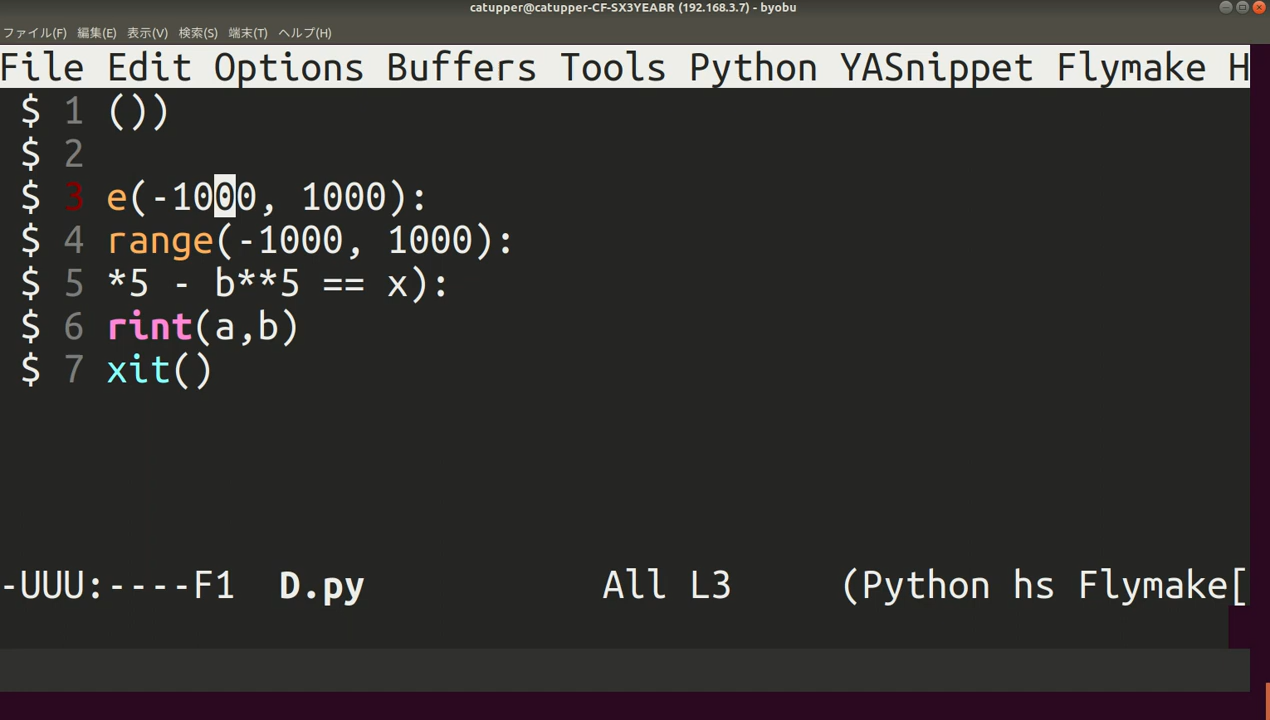 catupper@catupper-CF-SX3YEABR (192.168.3.7) - byobu
ファイル(F) 編集(E) 表示(V) 検索(S) 端末(T) ヘルプ(H)
File Edit Options Buffers Tools Python YASnippet Flymake H
$ 1 ())
$ 2
$ 3 e(-1000, 1000):
$ 4 range(-1000, 1000):
$ 5 *5 - b**5 == x):
$ 6 rint(a,b)
$ 7 xit()
-UUU:----F1 D.py All L3 (Python hs Flymake[